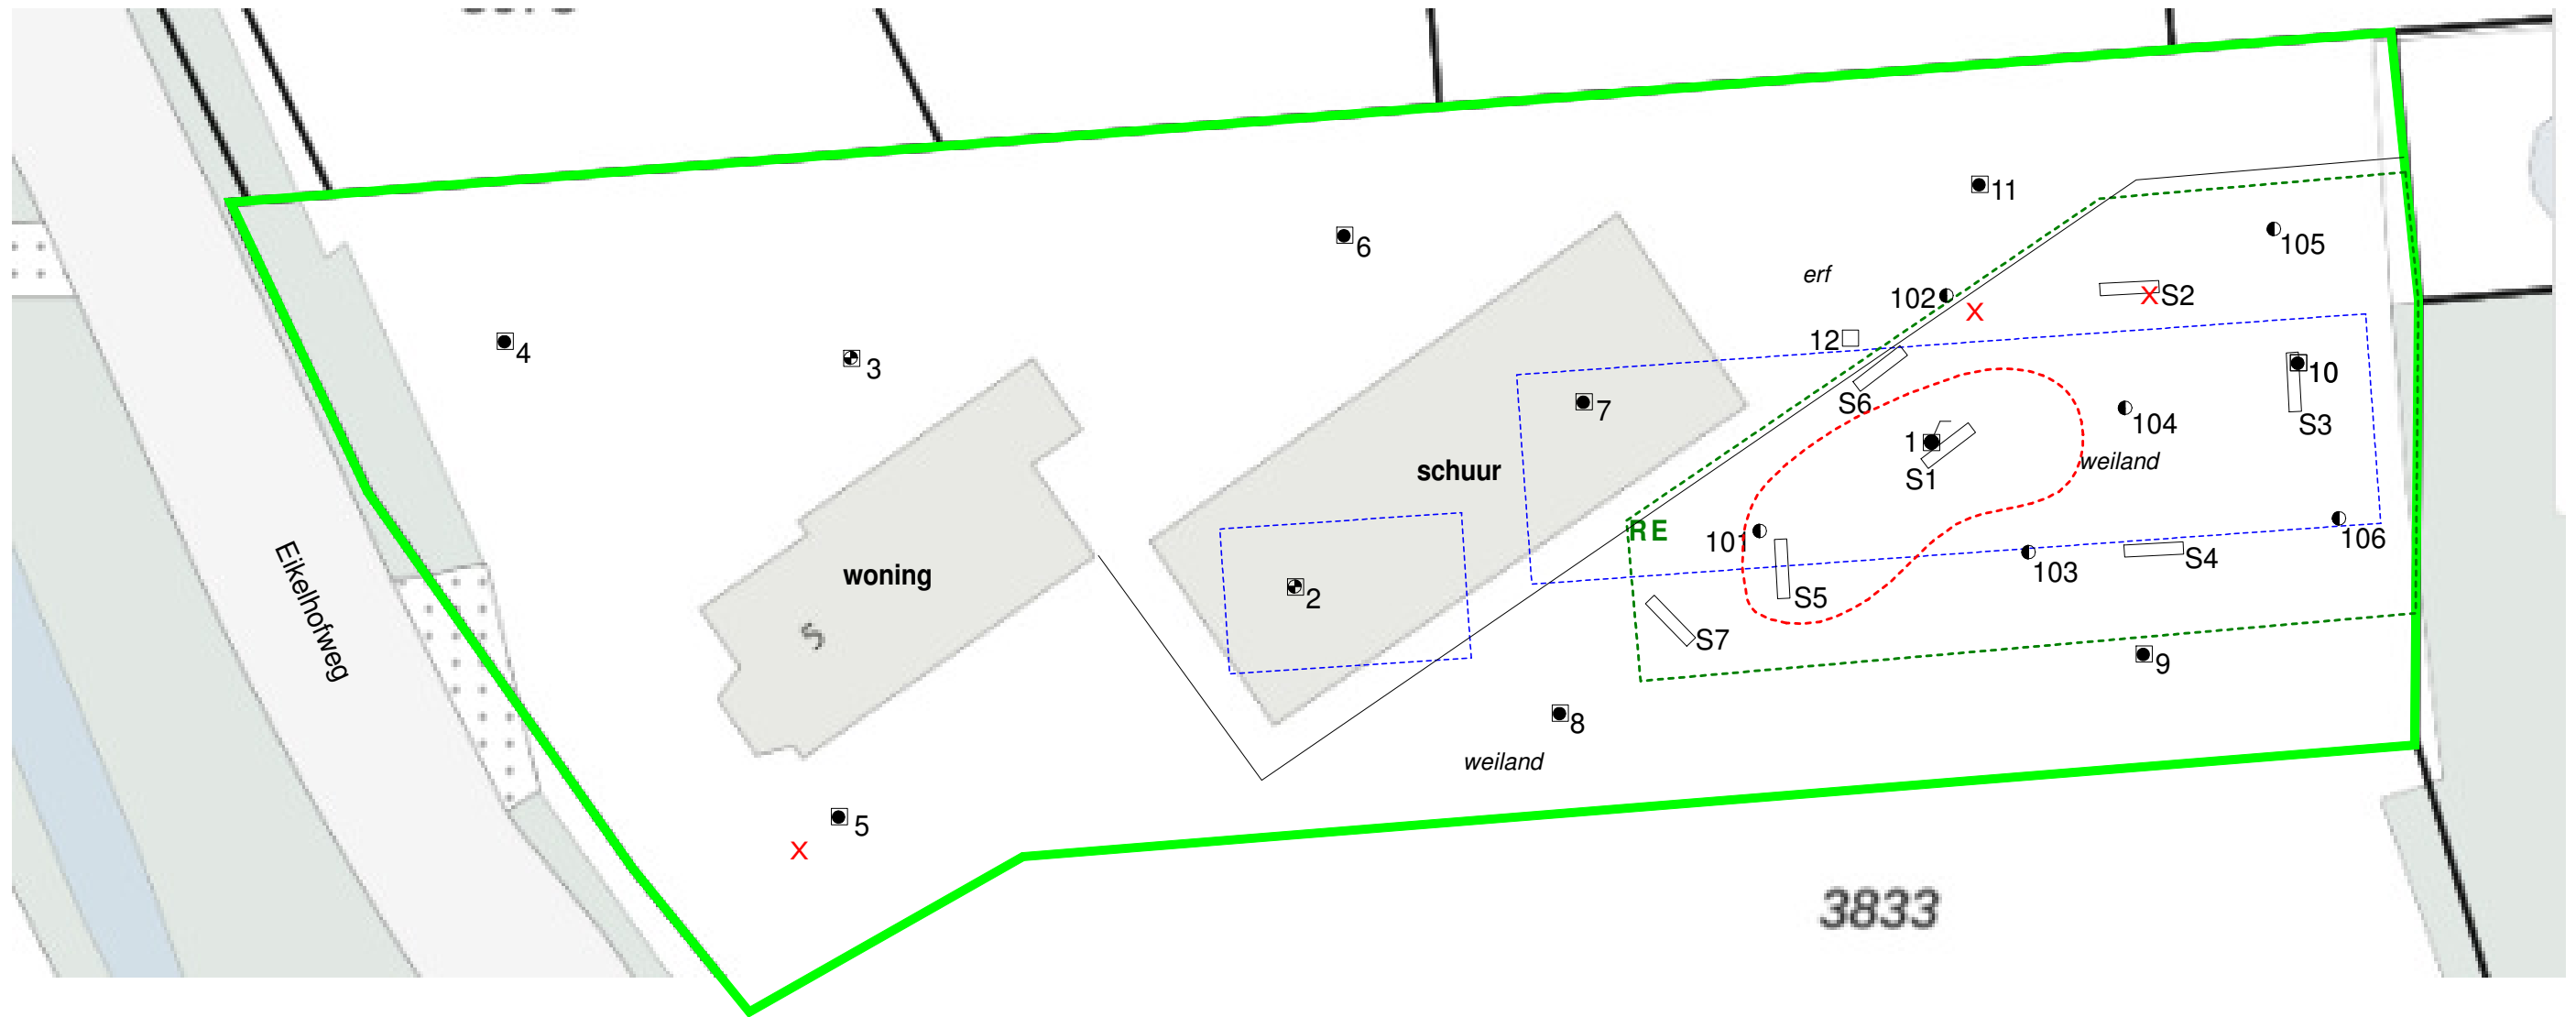 11
6
105
erf
102
X
X
S2
12
4
3
10
7
S6
S3
104
1
schuur
weiland
S1
RE
101
106
Eikelhofweg
S4
103
woning
2
S5
S
S7
9
8
weiland
5
X
3833